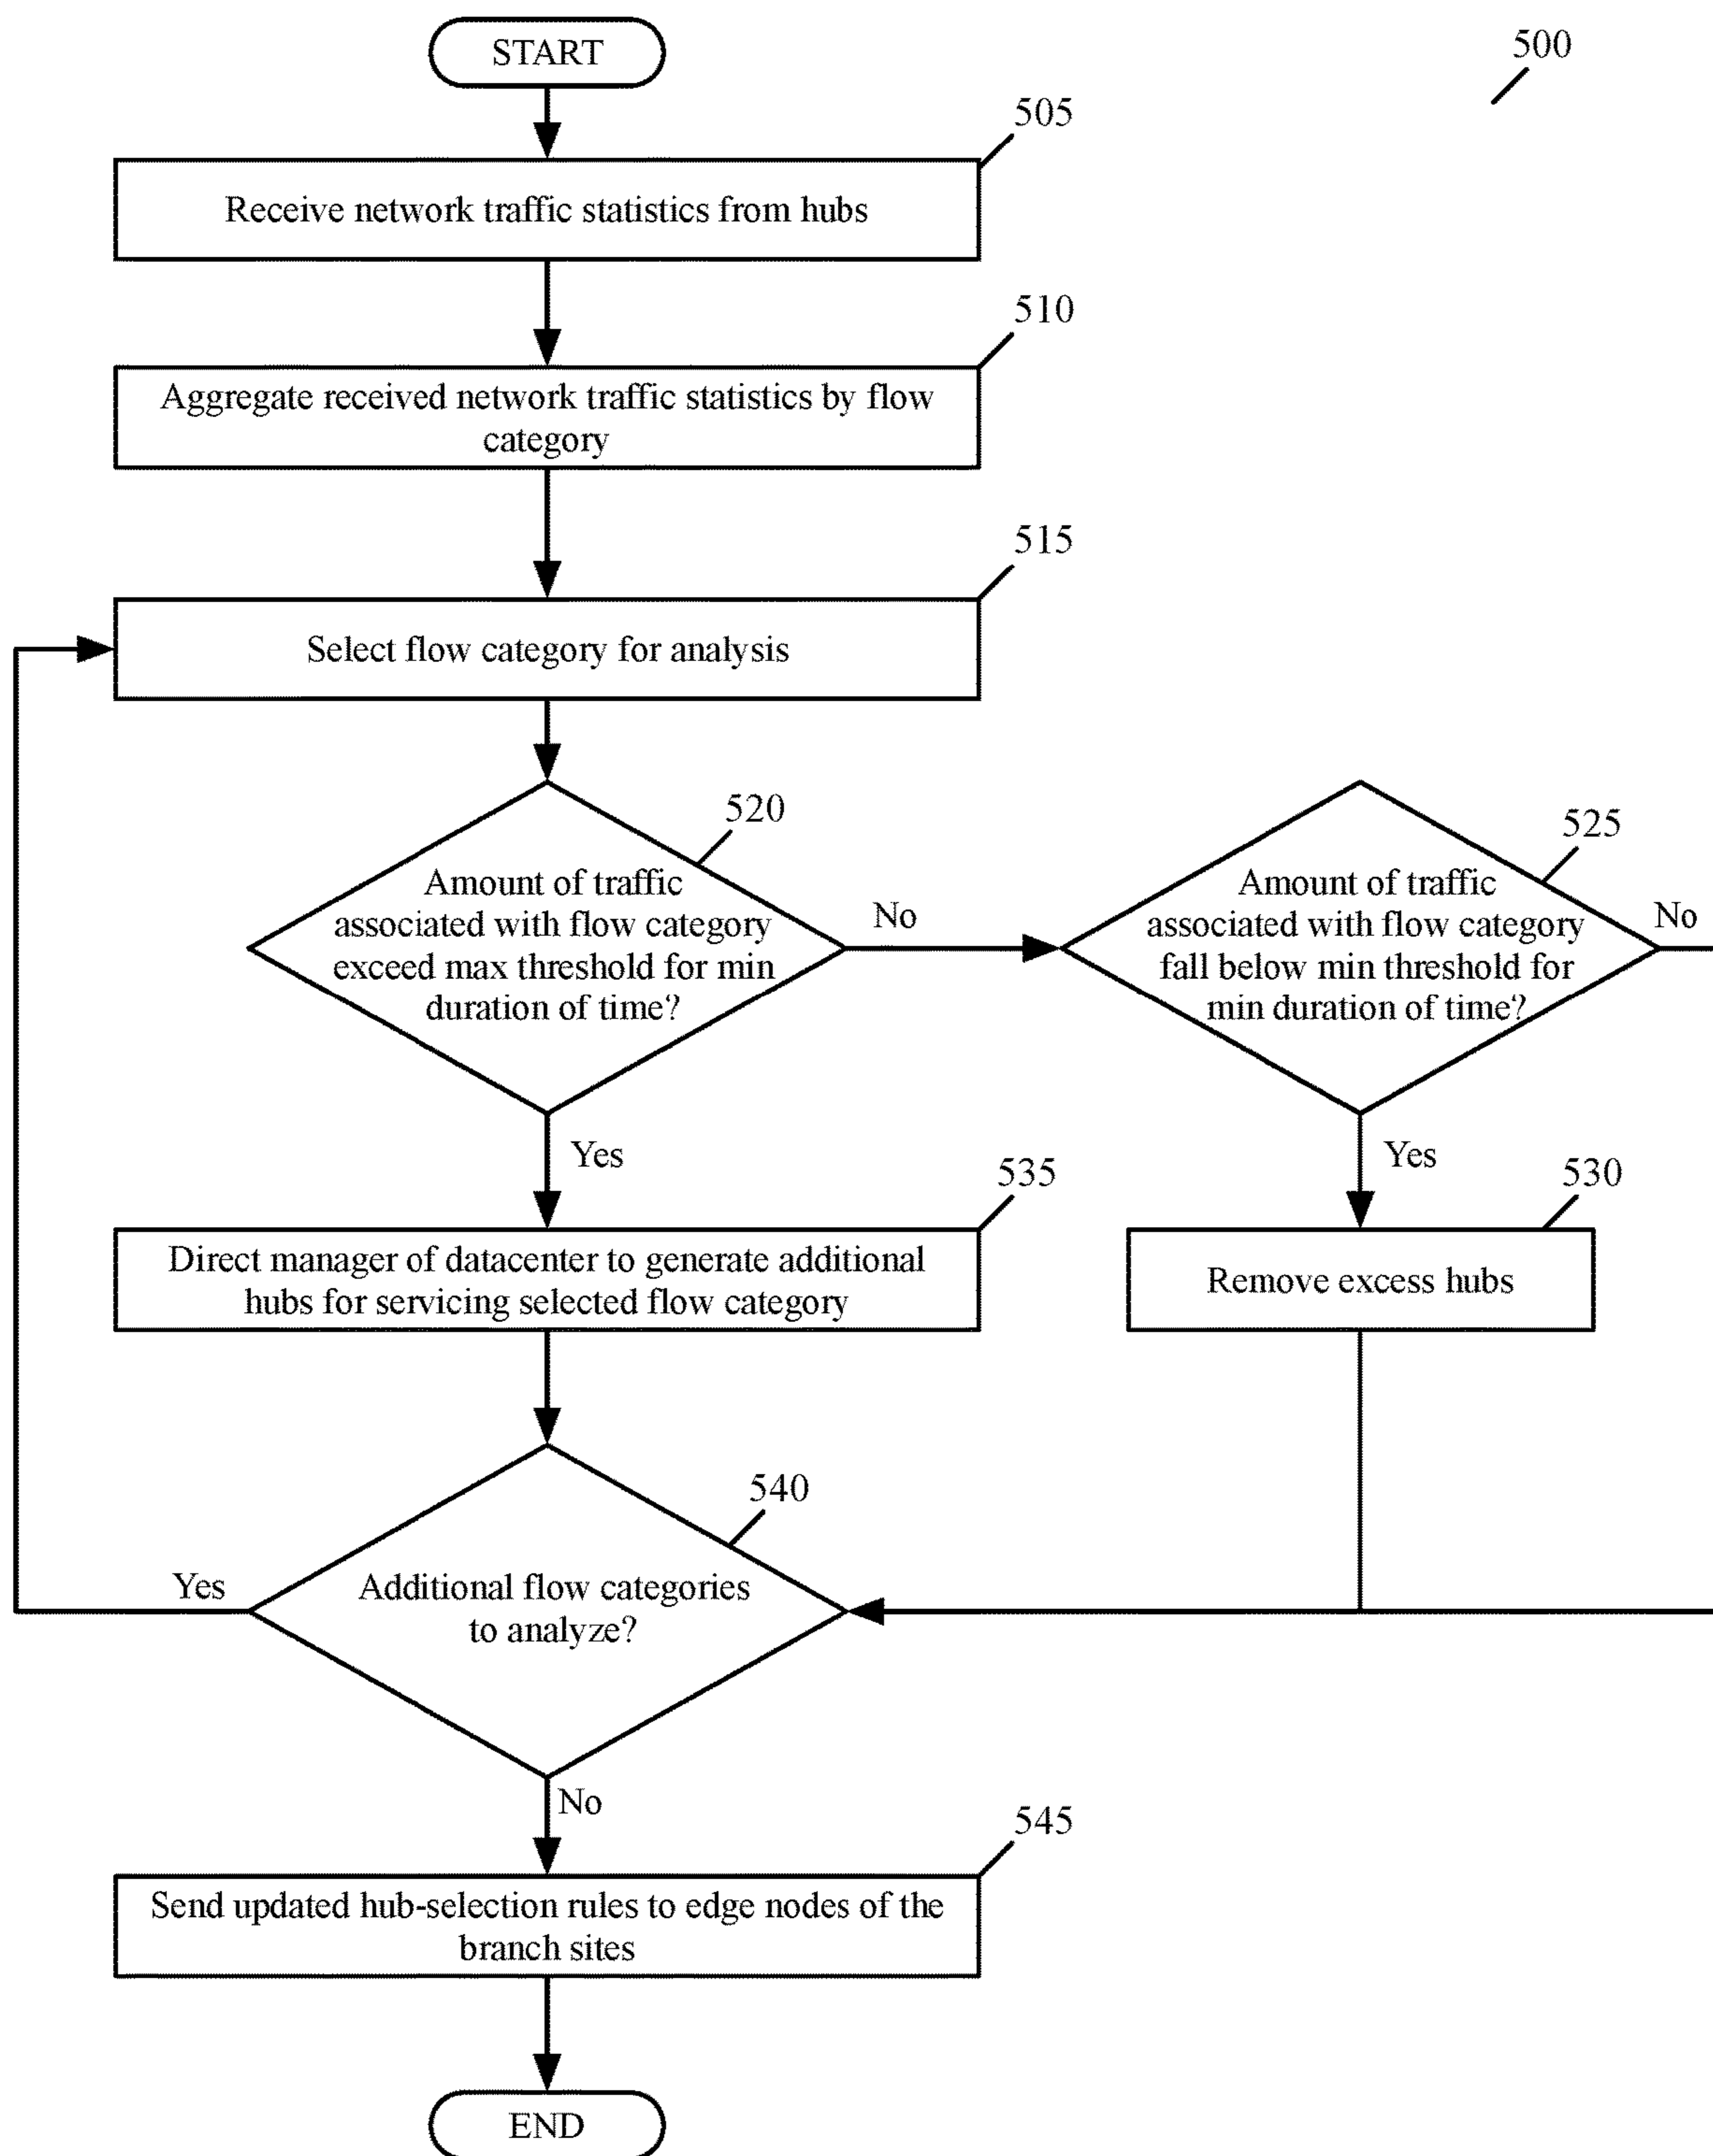 START
500
505
Receive network traffic statistics from hubs
510
Aggregate received network traffic statistics by flow
category
515
Select flow category for analysis
520
Amount of traffic
associated with flow category
exceed max threshold for min
duration of time?
No
525
Amount of traffic
associated with flow category
fall below min threshold for
min duration of time?
No
Yes
Yes
535
Direct manager of datacenter to generate additional
hubs for servicing selected flow category
530
Remove excess hubs
540
Additional flow categories
to analyze?
Yes
No
545
Send updated hub-selection rules to edge nodes of the
branch sites
END